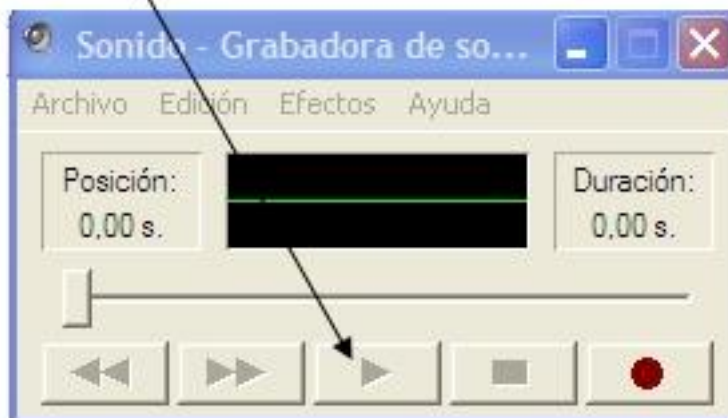 Sonido - Grabadora de so...
Archivo Edición Efectos Ayuda
Posición:
0,00 s.
Duración:
0,00 s.